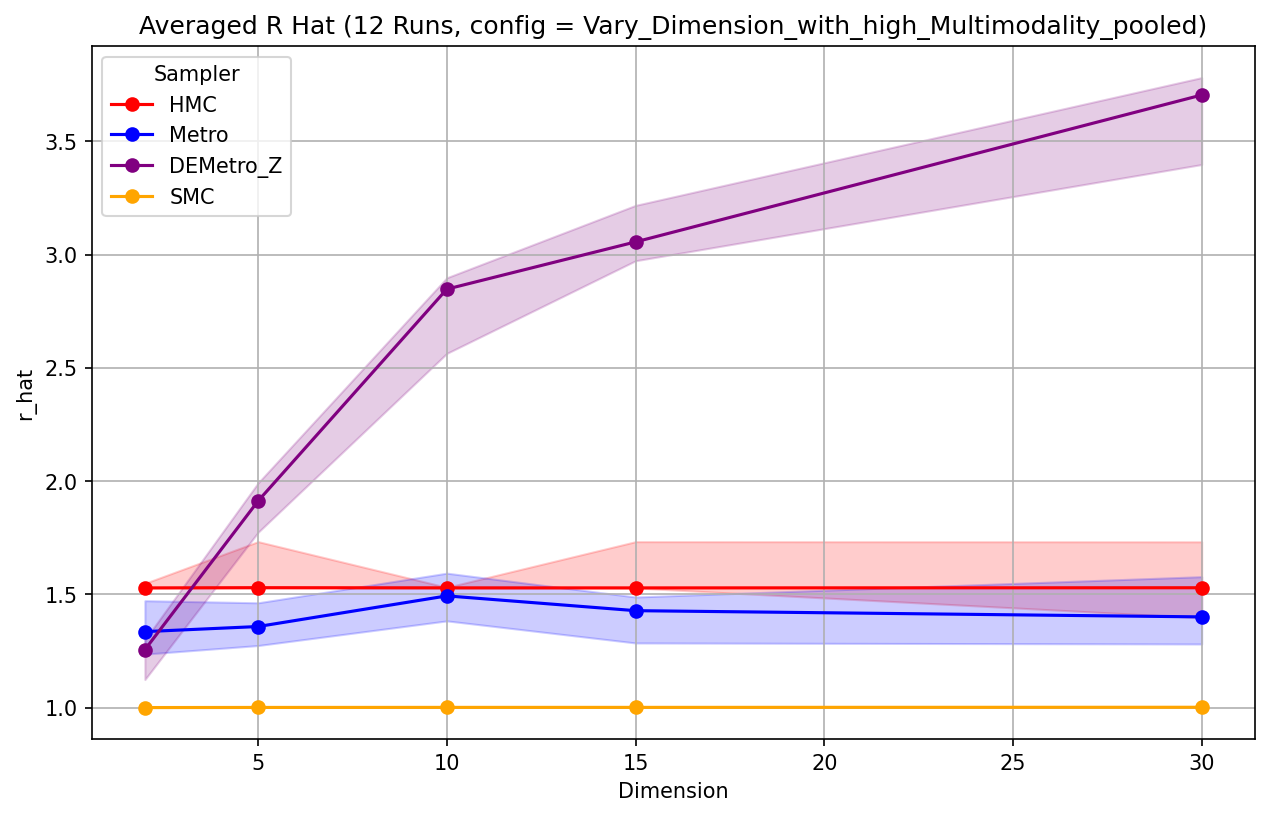 Averaged R Hat (12 Runs, config = Vary_Dimension_with_high_Multimodality_pooled)
Sampler
HMC
Metro
DEMetro_Z
SMC
3.5
3.0
2.5
2.0
1.5
1.0
r_hat
5 10 15 20 25 30
Dimension